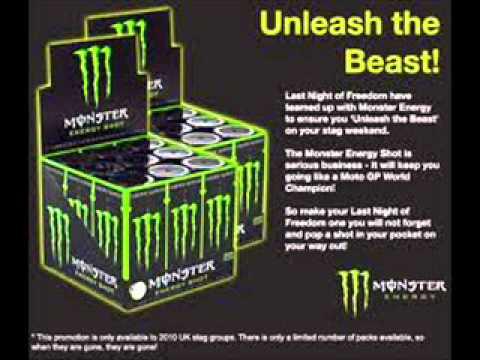 Unleash the
Beast!
Last Night of Freedom have
teamed up with Monster Energy
to ensure you 'Unleash the Beast'
on your stag weekend.
The Monster Energy Shot is
serious business - It will keep you
going like a Moto GP World
Champion!
So make your Last Night of
Freedom one you will not forget
and pop a shot in your pocket on
your way out!
MONSTER
ENERGY SHOT
MONSTER
ENERGY SHOT
MONSTER
ENERGY
* This promotion is only available to 2010 UK stag groups. There is only a limited number of packs available, so
when they are gone, they are gone!